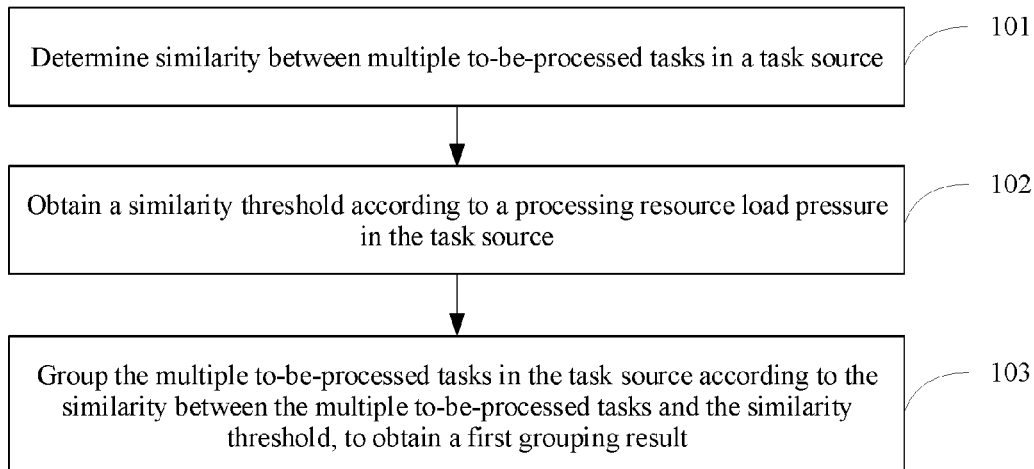 Determine similarity between multiple to-be-processed tasks in a task source
101
Obtain a similarity threshold according to a processing resource load pressure
in the task source
102
Group the multiple to-be-processed tasks in the task source according to the
similarity between the multiple to-be-processed tasks and the similarity
threshold, to obtain a first grouping result
103